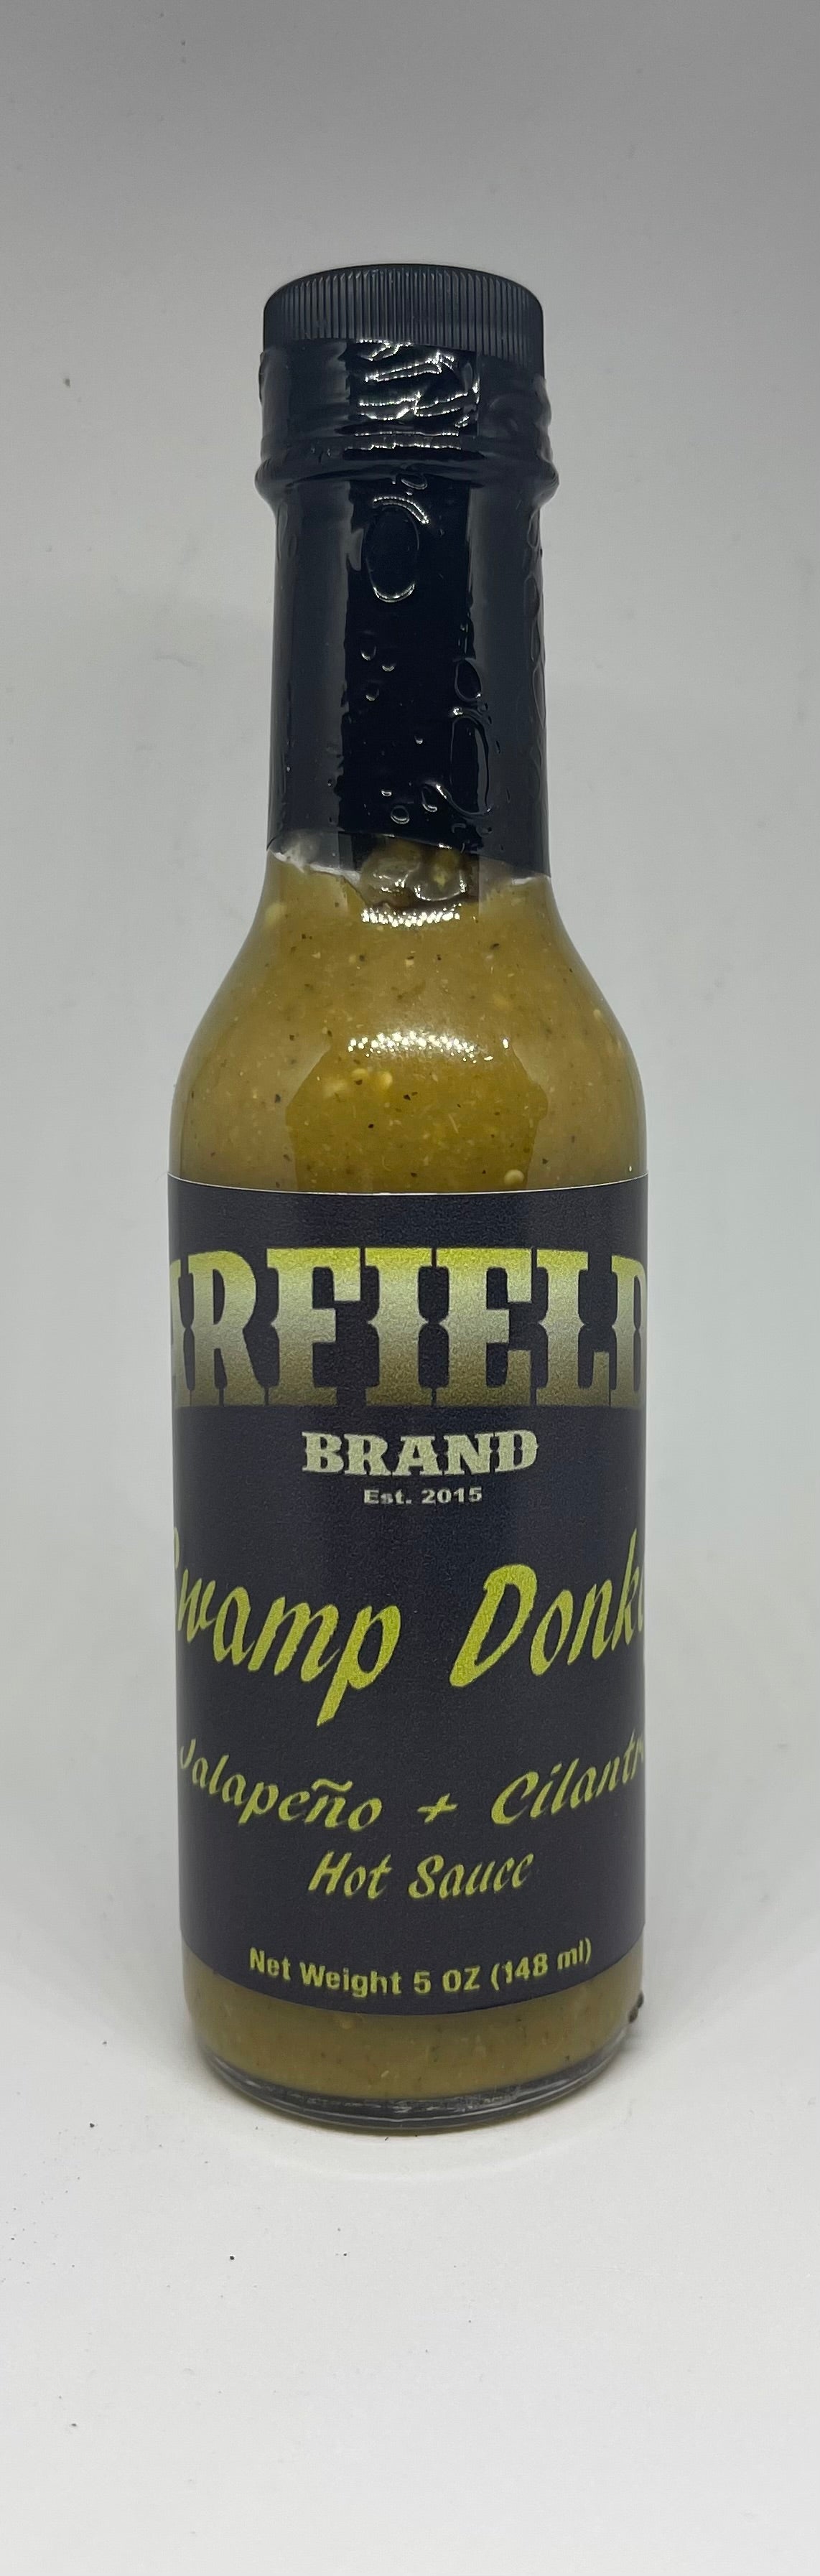 ARFIELD
BRAND
Est. 2015
Swamp Donk
Jalapeño + Cilantr
Hot Sauce
Net Weight 5 OZ (148 ml)